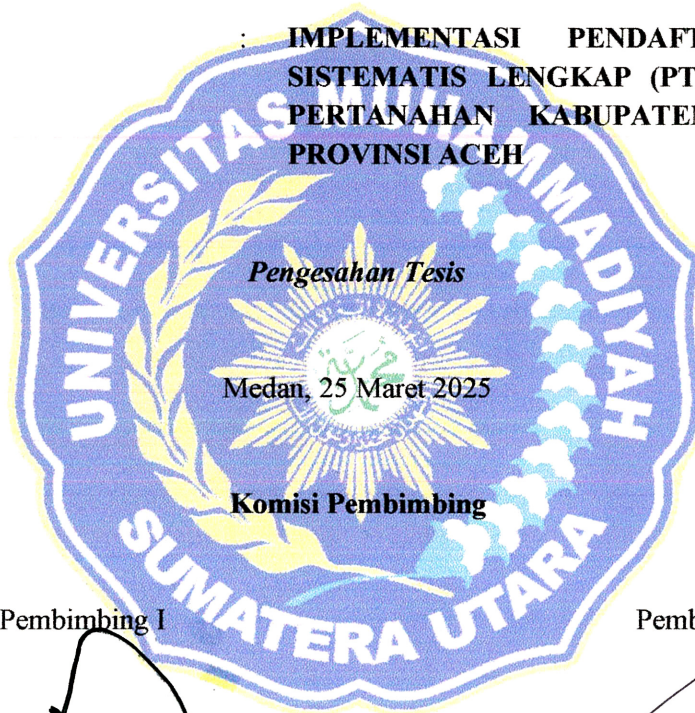 : IMPLEMENTASI PENDAFT
SISTEMATIS LENGKAP (PT
PERTANAHAN KABUPATE
PROVINSI ACEH
UNIVERSITAS MUHAMMADIYAH
Pengesahan Tesis
Medan, 25 Maret 2025
Komisi Pembimbing
SUMATERA UTARA
Pembimbing I Pemb